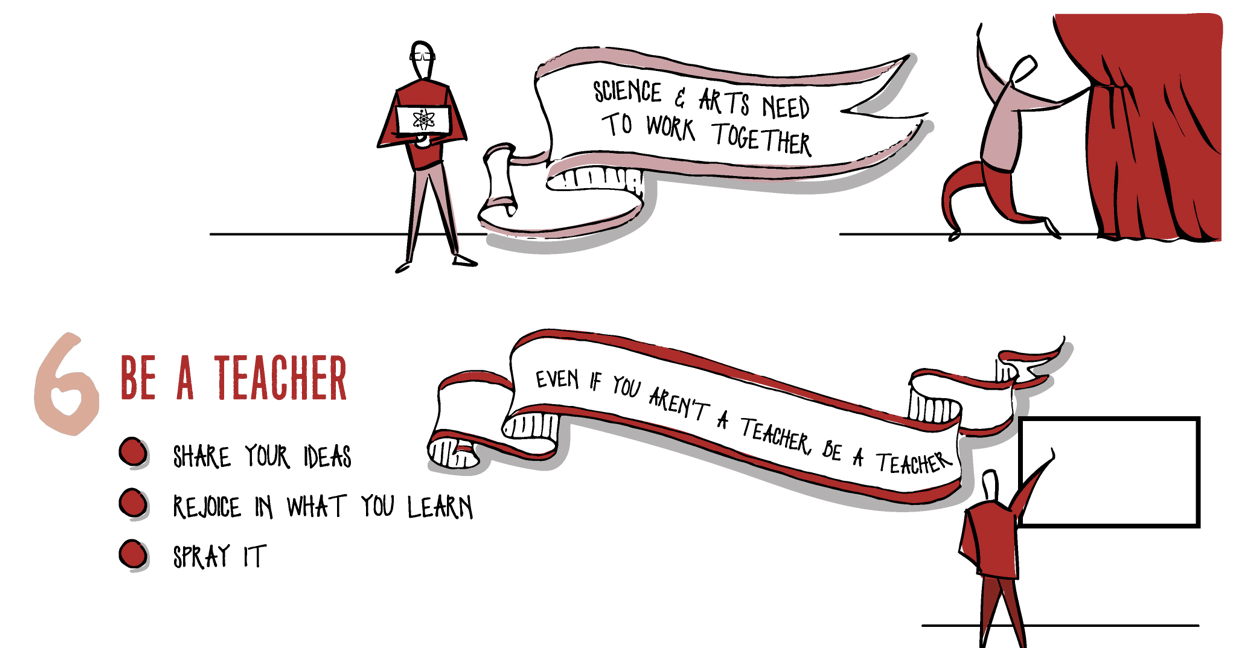 SCIENCE & ARTS NEED
TO WORK TOGETHER
6 BE A TEACHER
SHARE YOUR IDEAS
REJOICE IN WHAT YOU LEARN
SPRAY IT
EVEN IF YOU AREN'T A TEACHER, BE A TEACHER